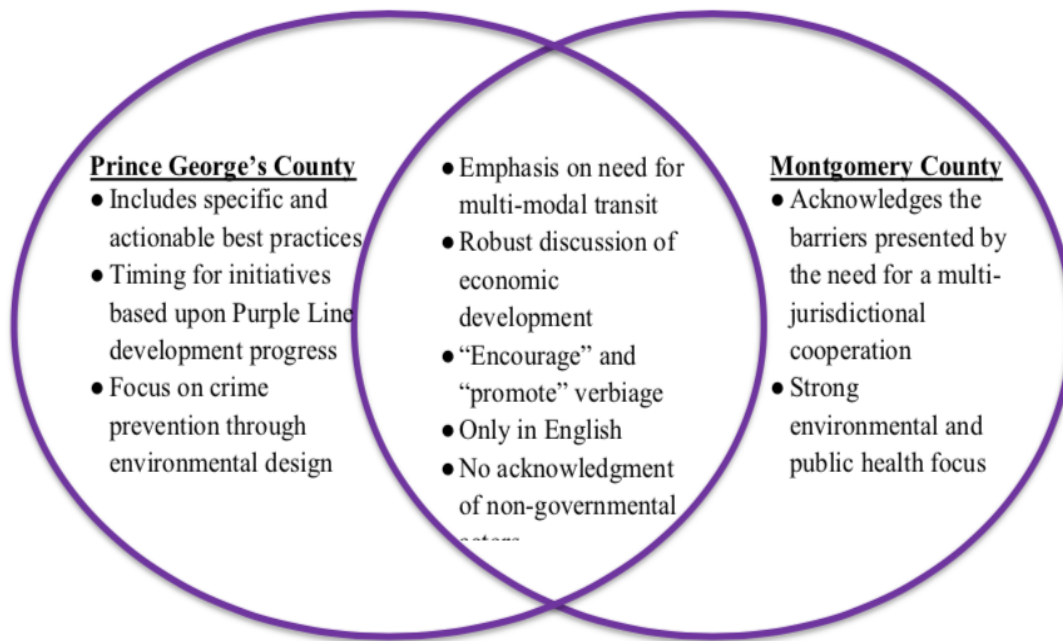 Prince George’s County
● Includes specific and
actionable best practices
● Timing for initiatives
based upon Purple Line
development progress
● Focus on crime
prevention through
environmental design
● Emphasis on need for
multi-modal transit
● Robust discussion of
economic
development
● “Encourage” and
“promote” verbiage
● Only in English
● No acknowledgment
of non-governmental
Montgomery County
● Acknowledges the
barriers presented by
the need for a multi-
jurisdictional
cooperation
● Strong
environmental and
public health focus